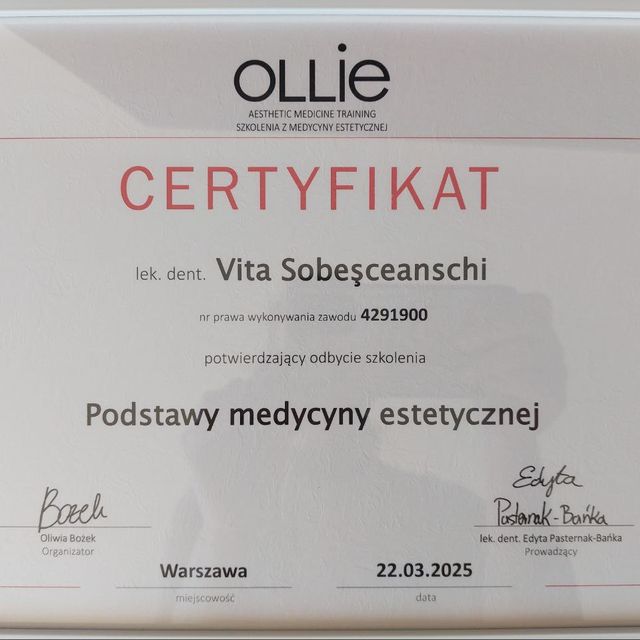 OLLiе
AESTHETIC MEDICINE TRAINING
SZKOLENIA Z MEDYCYNY ESTETYCZNEJ
CERTYFIKAT
lek. dent. Vita Sobeşceanschi
nr prawa wykonywania zawodu 4291900
potwierdzający odbycie szkolenia
Podstawy medycyny estetycznej
Bożek
Oliwia Bożek
Organizator
Edyta
Pasternak-Bańka
lek. dent. Edyta Pasternak-Bańka
Prowadzący
Warszawa
miejscowość
22.03.2025
data